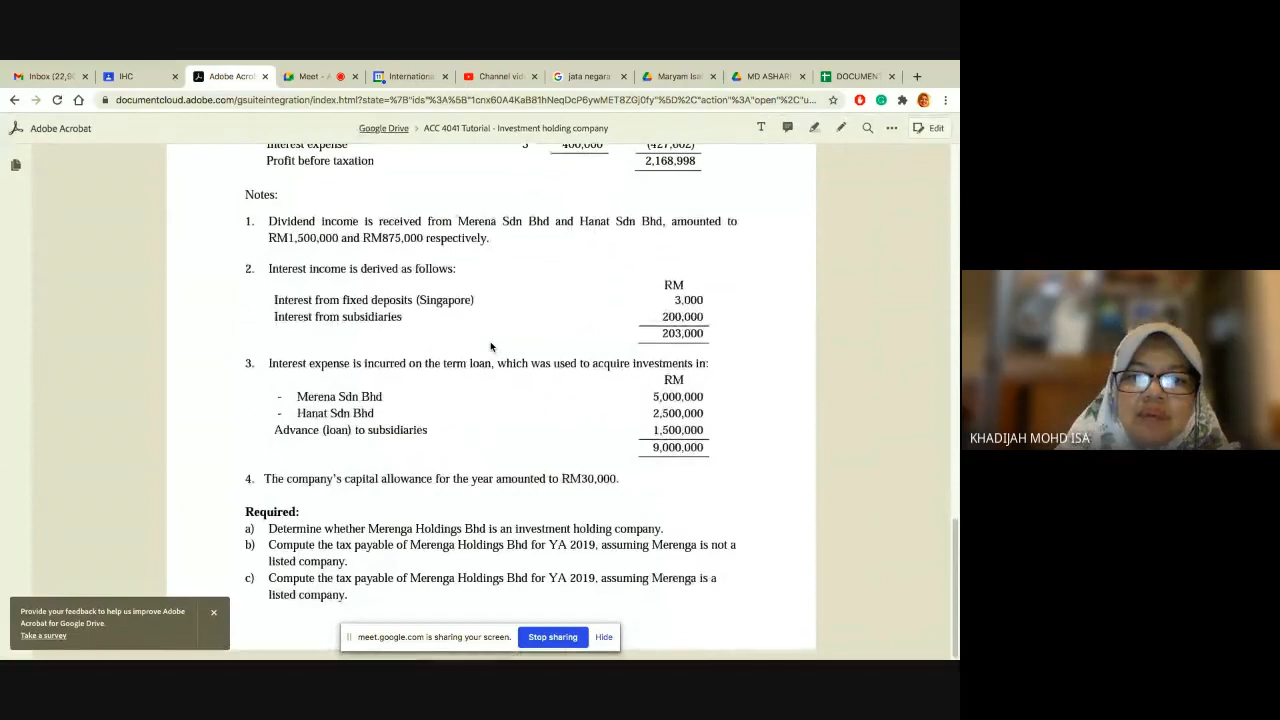 Inbox (22,9
IHC
Adobe Acro
Meet - A
Internationa
Channel vid
jata negara
Maryam Isa
MD ASHAR
DOCUMENT
documentcloud.adobe.com/gsuiteintegration/index.html?state=%7B"ids"%3A%5B"1cnx60A4KaB81hNeqDcP6ywMET8ZGj0fy"%5D%2C"action"%3A"open"%2C"u...
Adobe Acrobat
Google Drive > ACC 4041 Tutorial - Investment holding company
Edit
Interest expense 3 400,000 (427,002)
Profit before taxation 2,168,998
Notes:
1. Dividend income is received from Merena Sdn Bhd and Hanat Sdn Bhd, amounted to
RM1,500,000 and RM875,000 respectively.
2. Interest income is derived as follows:
RM
Interest from fixed deposits (Singapore) 3,000
Interest from subsidiaries 200,000
203,000
3. Interest expense is incurred on the term loan, which was used to acquire investments in:
RM
- Merena Sdn Bhd 5,000,000
- Hanat Sdn Bhd 2,500,000
Advance (loan) to subsidiaries 1,500,000
9,000,000
4. The company's capital allowance for the year amounted to RM30,000.
Required:
a) Determine whether Merenga Holdings Bhd is an investment holding company.
b) Compute the tax payable of Merenga Holdings Bhd for YA 2019, assuming Merenga is not a
listed company.
c) Compute the tax payable of Merenga Holdings Bhd for YA 2019, assuming Merenga is a
listed company.
Provide your feedback to help us improve Adobe
Acrobat for Google Drive.
Take a survey
meet.google.com is sharing your screen.
Stop sharing
Hide
KHADIJAH MOHD ISA